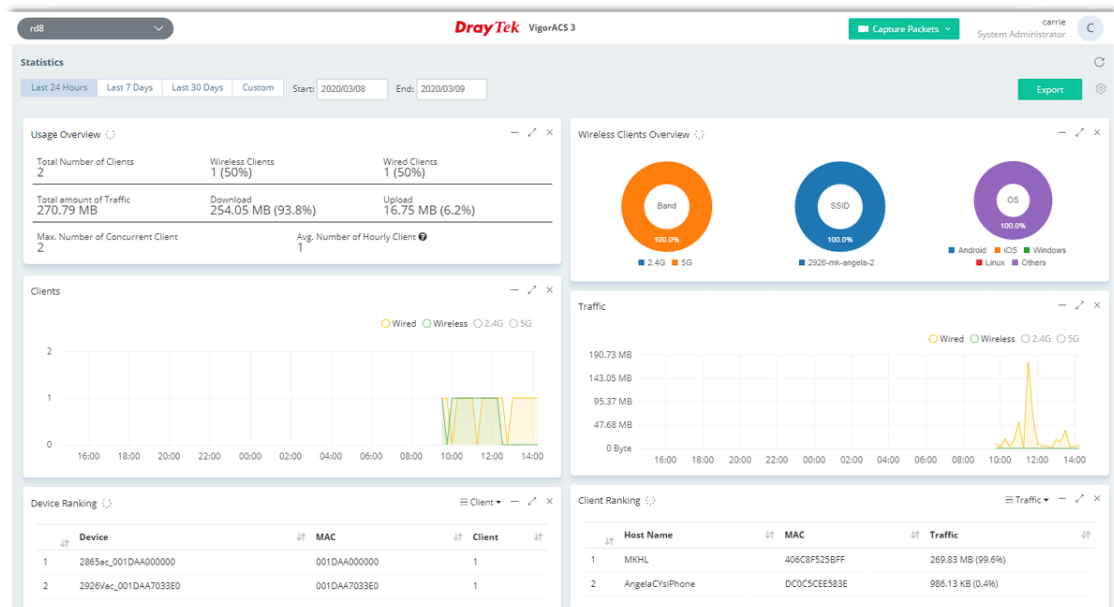 rd8
DrayTek VigorACS 3
Capture Packets
carrie
System Administrator
C
Statistics
Last 24 Hours Last 7 Days Last 30 Days Custom Start: 2020/03/08 End: 2020/03/09
Export
Usage Overview
Total Number of Clients Wireless Clients Wired Clients
2 1 (50%) 1 (50%)
Total amount of Traffic Download Upload
270.79 MB 254.05 MB (93.8%) 16.75 MB (6.2%)
Max. Number of Concurrent Client Avg. Number of Hourly Client ?
2 1
Wireless Clients Overview
Band SSID OS
100.0% 100.0% 100.0%
2.4G 5G
2926-mk-angela-2
Android iOS Windows
Linux Others
Clients
Wired Wireless 2.4G 5G
2
1
0
16:00 18:00 20:00 22:00 00:00 02:00 04:00 06:00 08:00 10:00 12:00 14:00
Traffic
Wired Wireless 2.4G 5G
190.73 MB
143.05 MB
95.37 MB
47.68 MB
0 Byte
16:00 18:00 20:00 22:00 00:00 02:00 04:00 06:00 08:00 10:00 12:00 14:00
Device Ranking Client
Device MAC Client
1 2865ac_001DAA000000 001DAA000000 1
2 2926Vac_001DAA7033E0 001DAA7033E0 1
Client Ranking Traffic
Host Name MAC Traffic
1 MKHL 406C8F525BFF 269.83 MB (99.6%)
2 AngelaCYsiPhone DC0C5CEE583E 986.13 KB (0.4%)